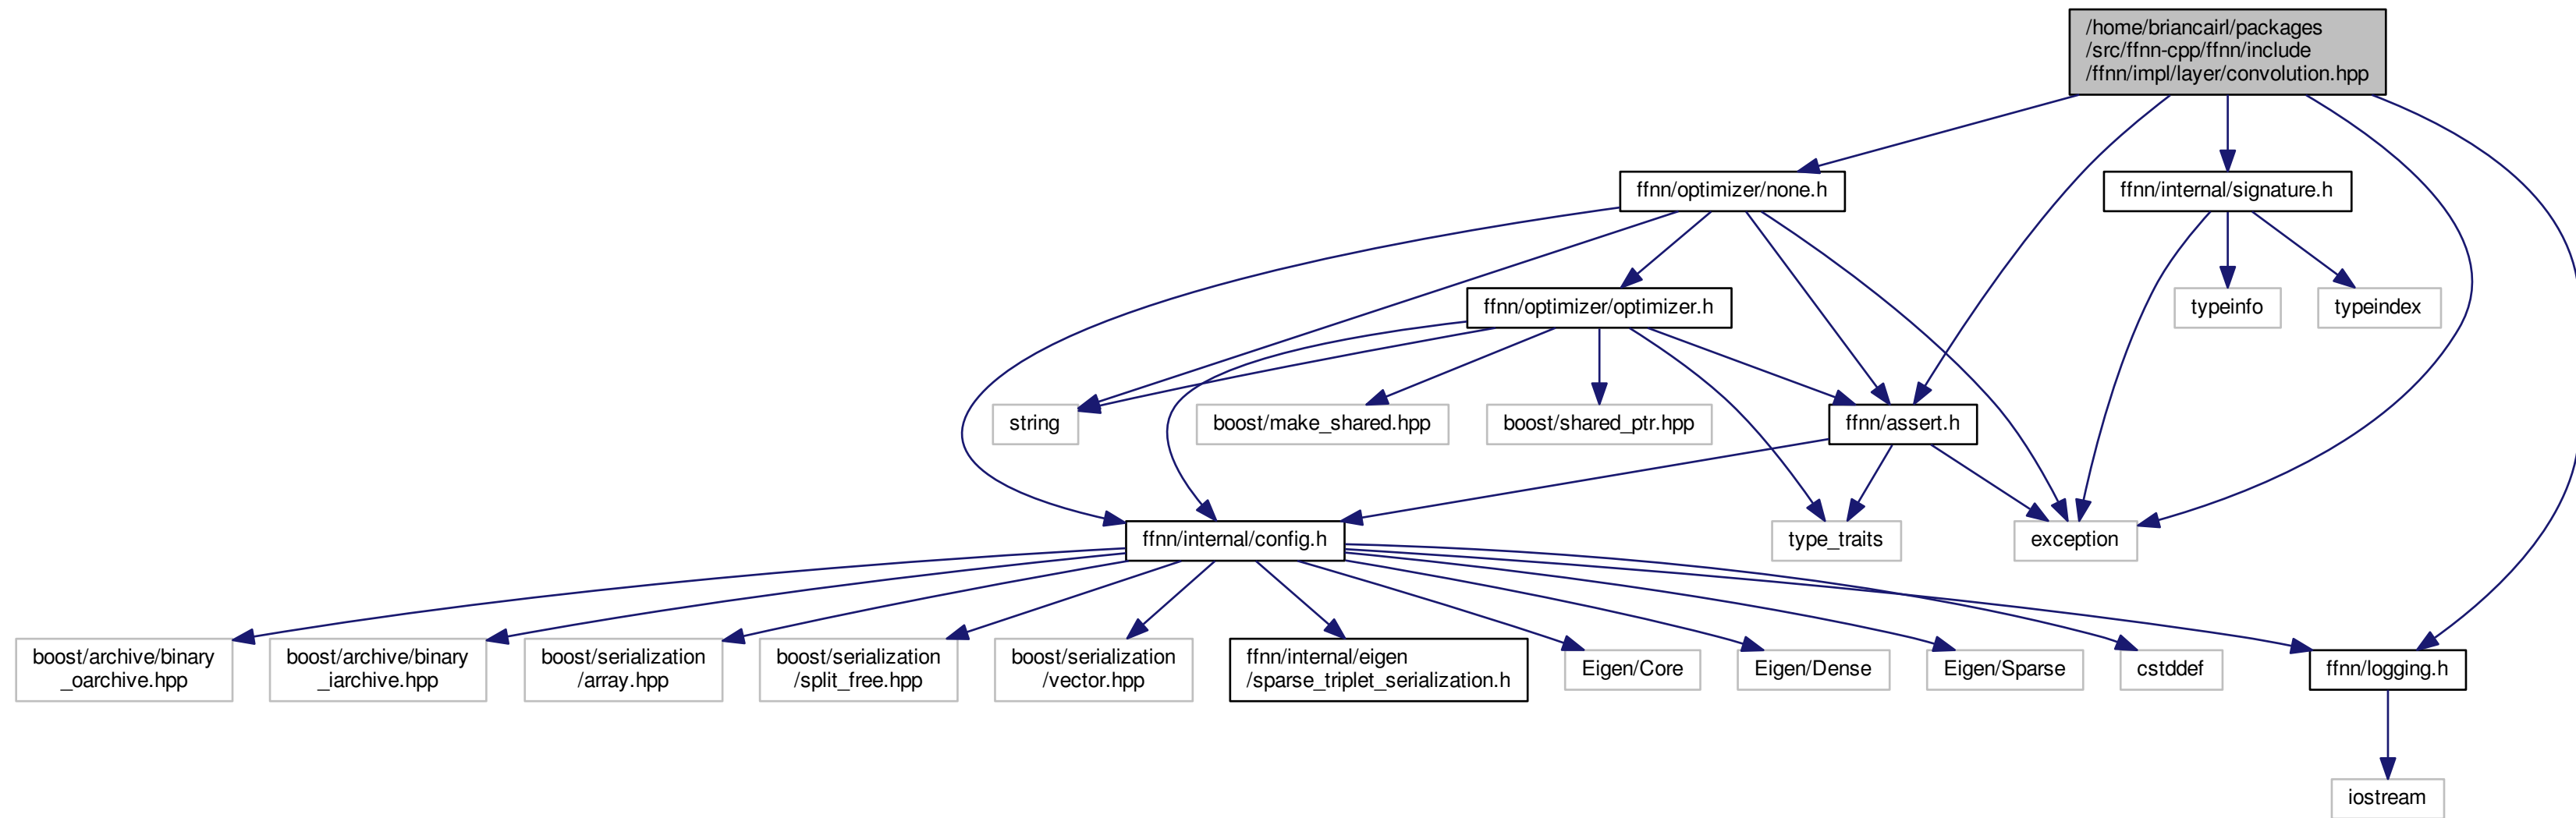 /home/briancairl/packages
/src/ffnn-cpp/ffnn/include
/ffnn/impl/layer/convolution.hpp
ffnn/optimizer/none.h
ffnn/internal/signature.h
ffnn/optimizer/optimizer.h
typeinfo
typeindex
string
boost/make_shared.hpp
boost/shared_ptr.hpp
ffnn/assert.h
ffnn/internal/config.h
type_traits
exception
boost/archive/binary
_oarchive.hpp
boost/archive/binary
_iarchive.hpp
boost/serialization
/array.hpp
boost/serialization
/split_free.hpp
boost/serialization
/vector.hpp
ffnn/internal/eigen
/sparse_triplet_serialization.h
Eigen/Core
Eigen/Dense
Eigen/Sparse
cstddef
ffnn/logging.h
iostream